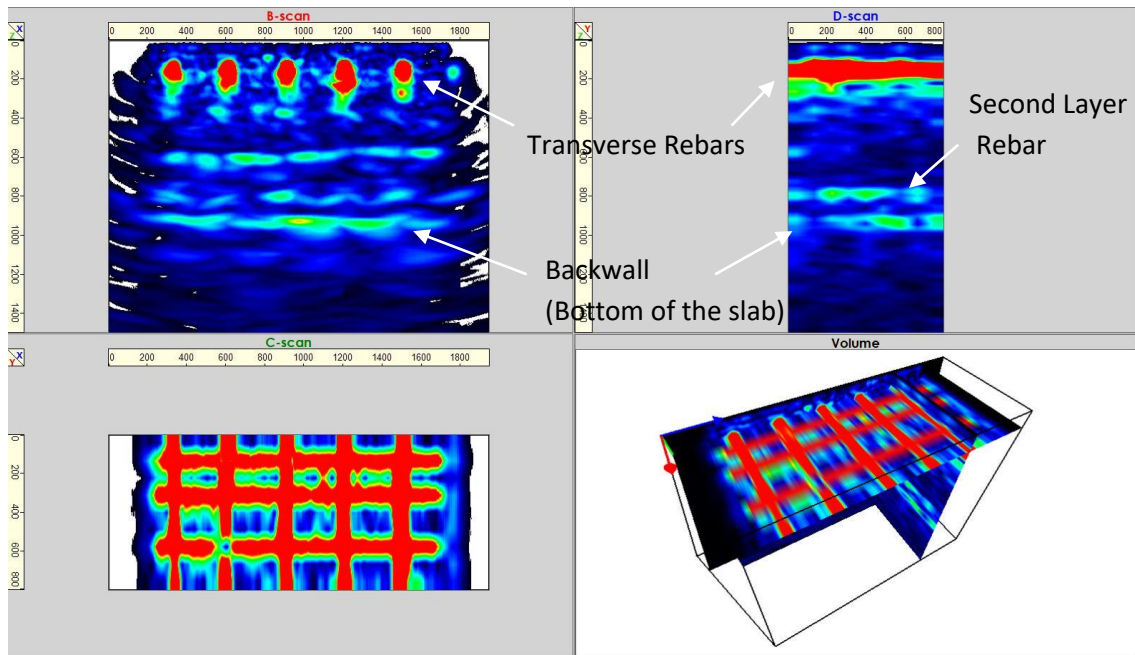 B-scan
X
Z
0 200 400 600 800 1000 1200 1400 1600 1800
0
200
400
600
800
1000
1200
1400
D-scan
Y
Z
0 200 400 600 800
0
200
400
600
800
1000
1200
1400
Transverse Rebars
Second Layer
Rebar
Backwall
(Bottom of the slab)
C-scan
X
Y
0 200 400 600 800 1000 1200 1400 1600 1800
0
200
400
600
800
Volume